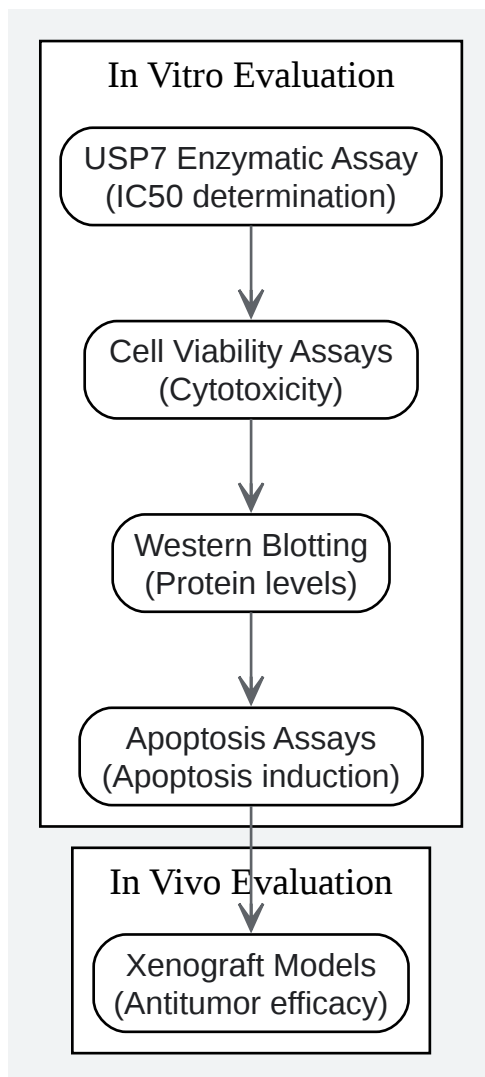 In Vitro Evaluation
USP7 Enzymatic Assay
(IC50 determination)
Cell Viability Assays
(Cytotoxicity)
Western Blotting
(Protein levels)
Apoptosis Assays
(Apoptosis induction)
In Vivo Evaluation
Xenograft Models
(Antitumor efficacy)